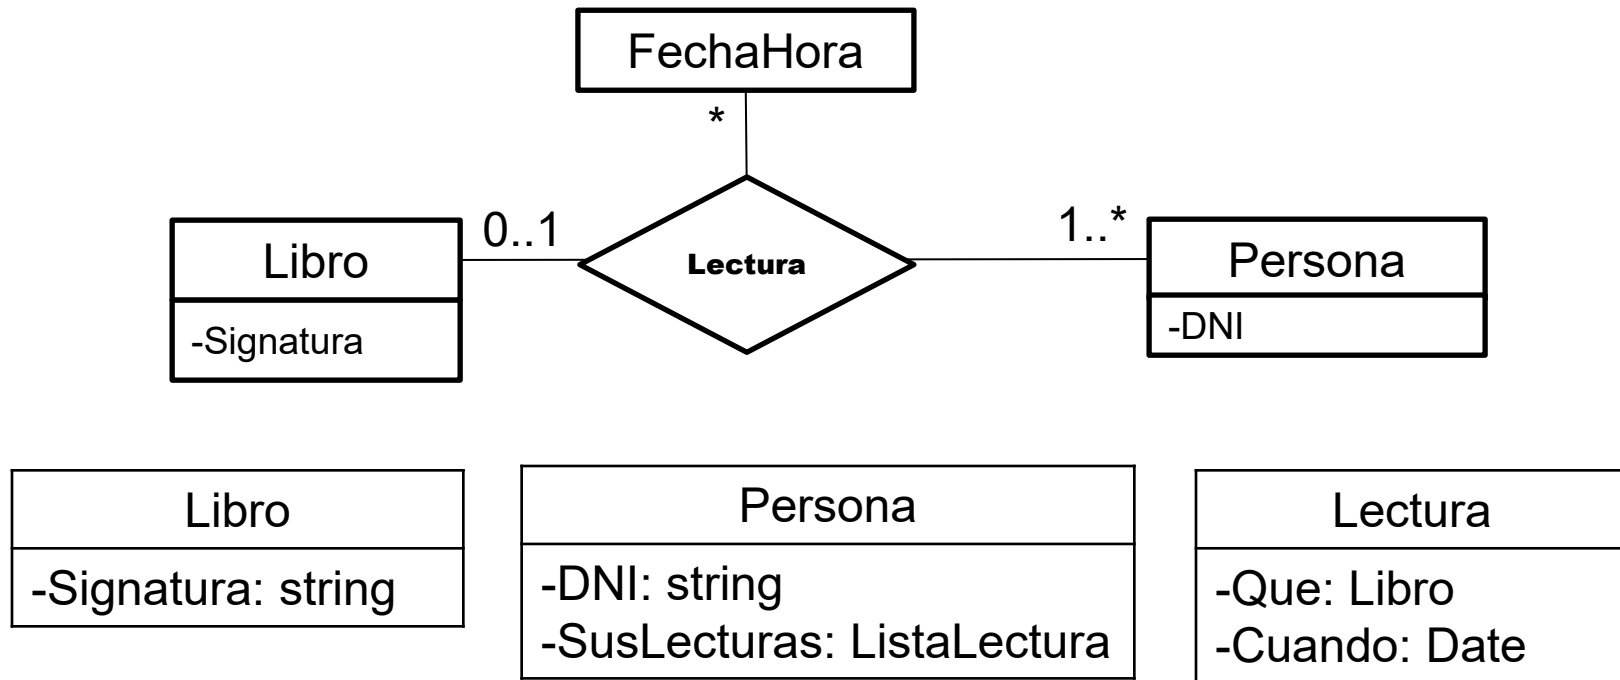 FechaHora
*
0..1
1..*
Libro
Lectura
Persona
-Signatura
-DNI
Libro
-Signatura: string
Persona
-DNI: string
-SusLecturas: ListaLectura
Lectura
-Que: Libro
-Cuando: Date